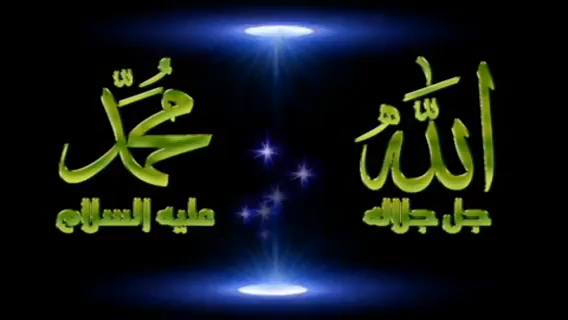 الله
جل جلاله
محمد
عليه السلام